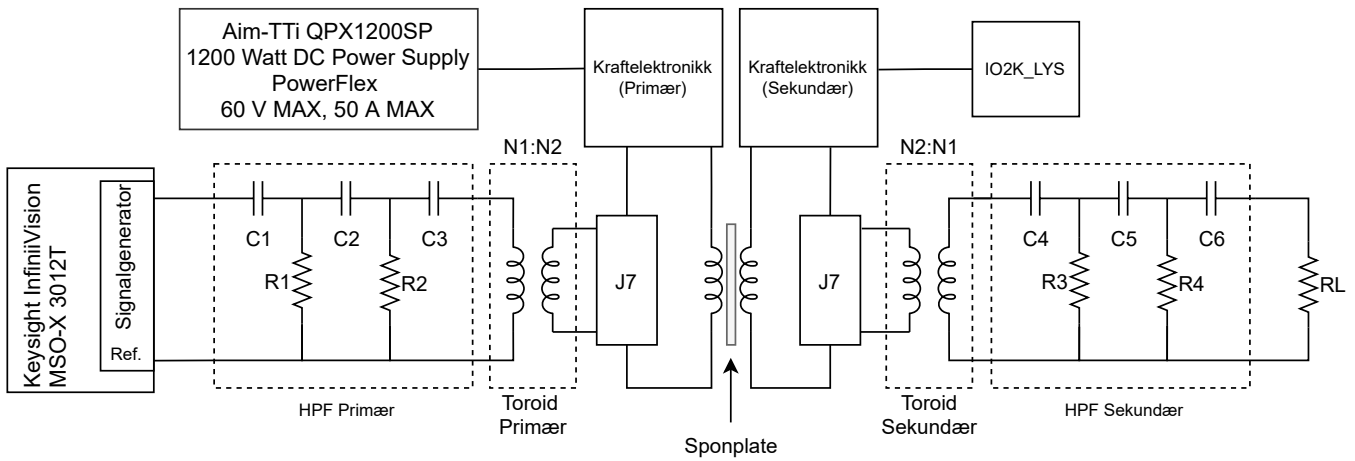 Aim-TTi QPX1200SP
1200 Watt DC Power Supply
PowerFlex
60 V MAX, 50 A MAX
Kraftelektronikk
(Primær)
Kraftelektronikk
(Sekundær)
IO2K_LYS
Keysight InfiniiVision
MSO-X 3012T
Signalgenerator
Ref.
C1
C2
C3
R1
R2
HPF Primær
N1:N2
Toroid
Primær
J7
Sponplate
J7
N2:N1
Toroid
Sekundær
C4
C5
C6
R3
R4
HPF Sekundær
RL